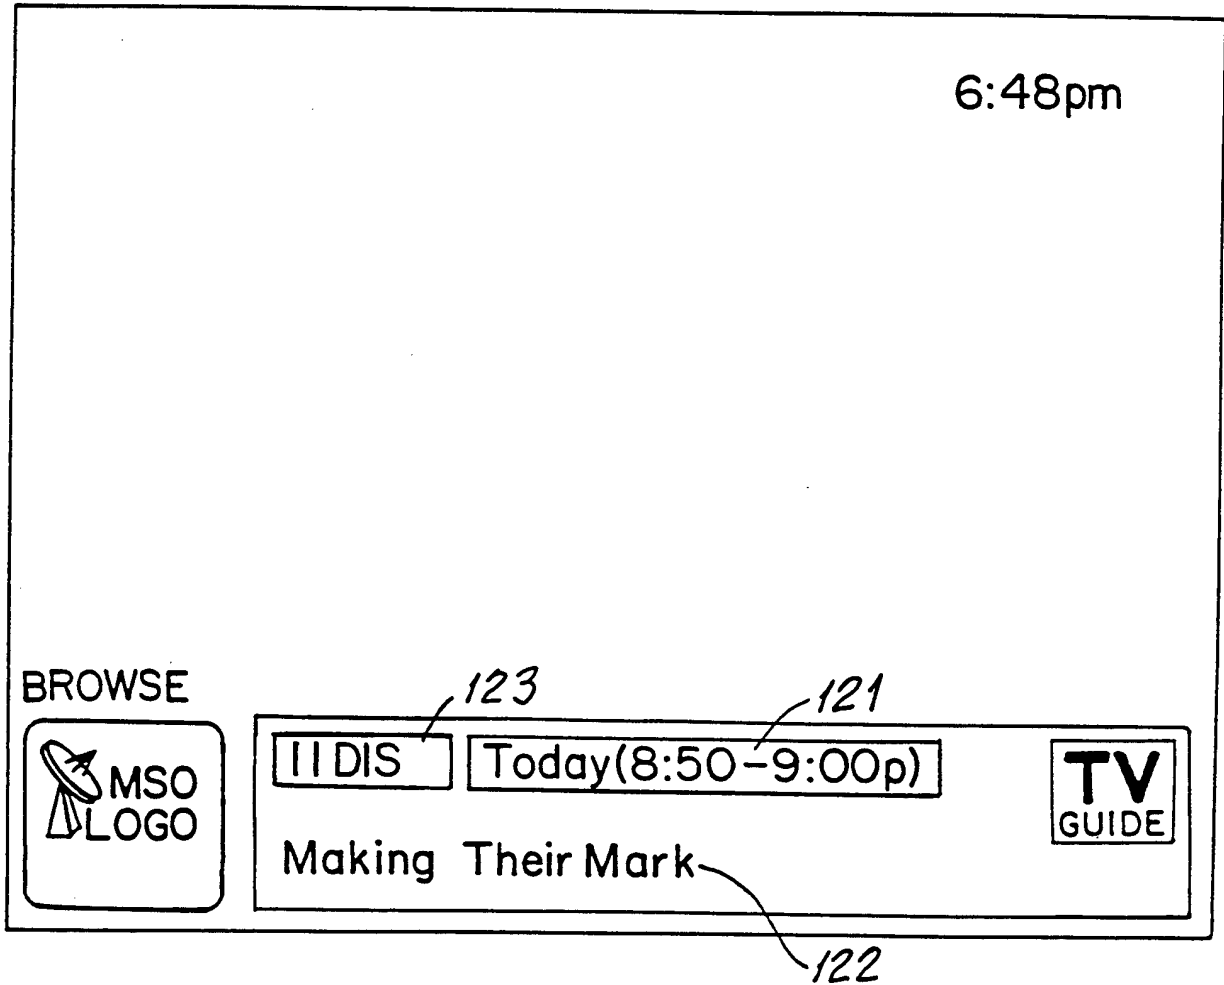 6:48pm
BROWSE
123
121
MSO
LOGO
11 DIS
Today(8:50-9:00p)
TV
GUIDE
Making Their Mark
122